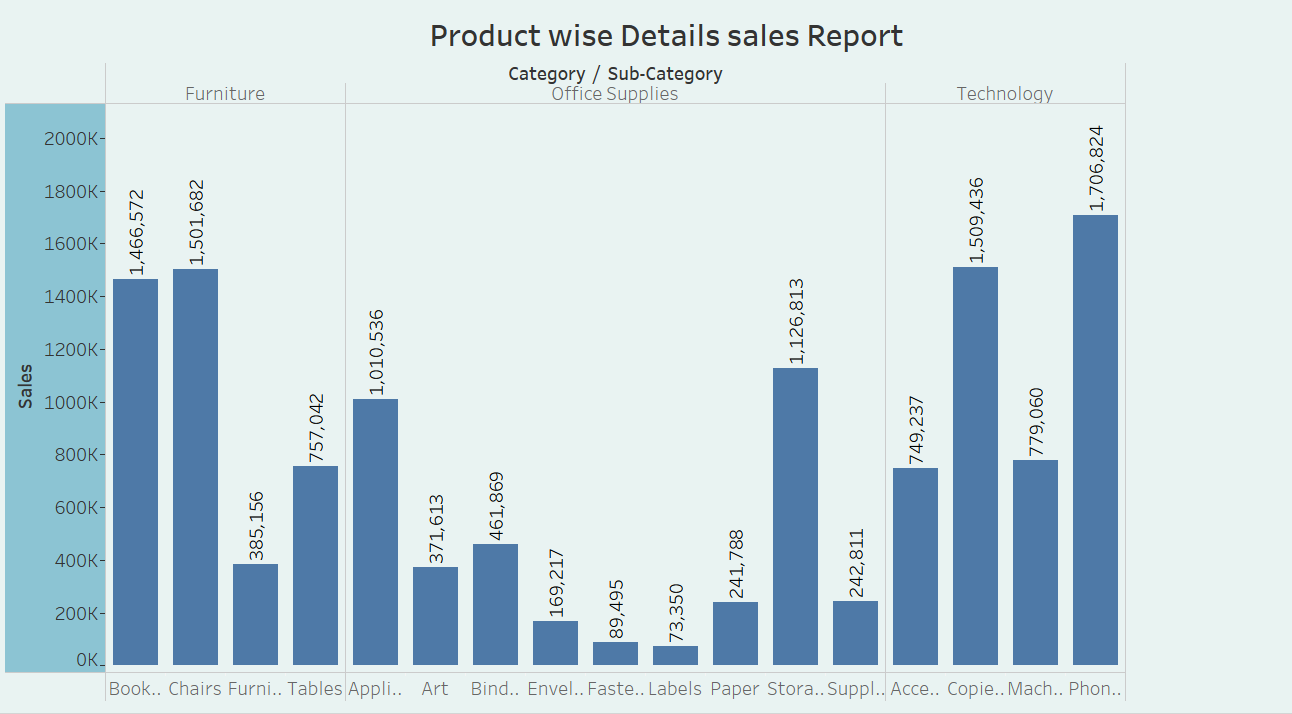 Product wise Details sales Report
Category / Sub-Category
Furniture Office Supplies Technology
Sales
2000K
1800K
1600K
1400K
1200K
1000K
800K
600K
400K
200K
0K
1,466,572
1,501,682
385,156
757,042
1,010,536
371,613
461,869
169,217
89,495
73,350
241,788
1,126,813
242,811
749,237
1,509,436
779,060
1,706,824
Book.. Chairs Furni.. Tables Appli.. Art Bind.. Envel.. Faste.. Labels Paper Stora.. Suppl.. Acce.. Copie.. Mach.. Phon..